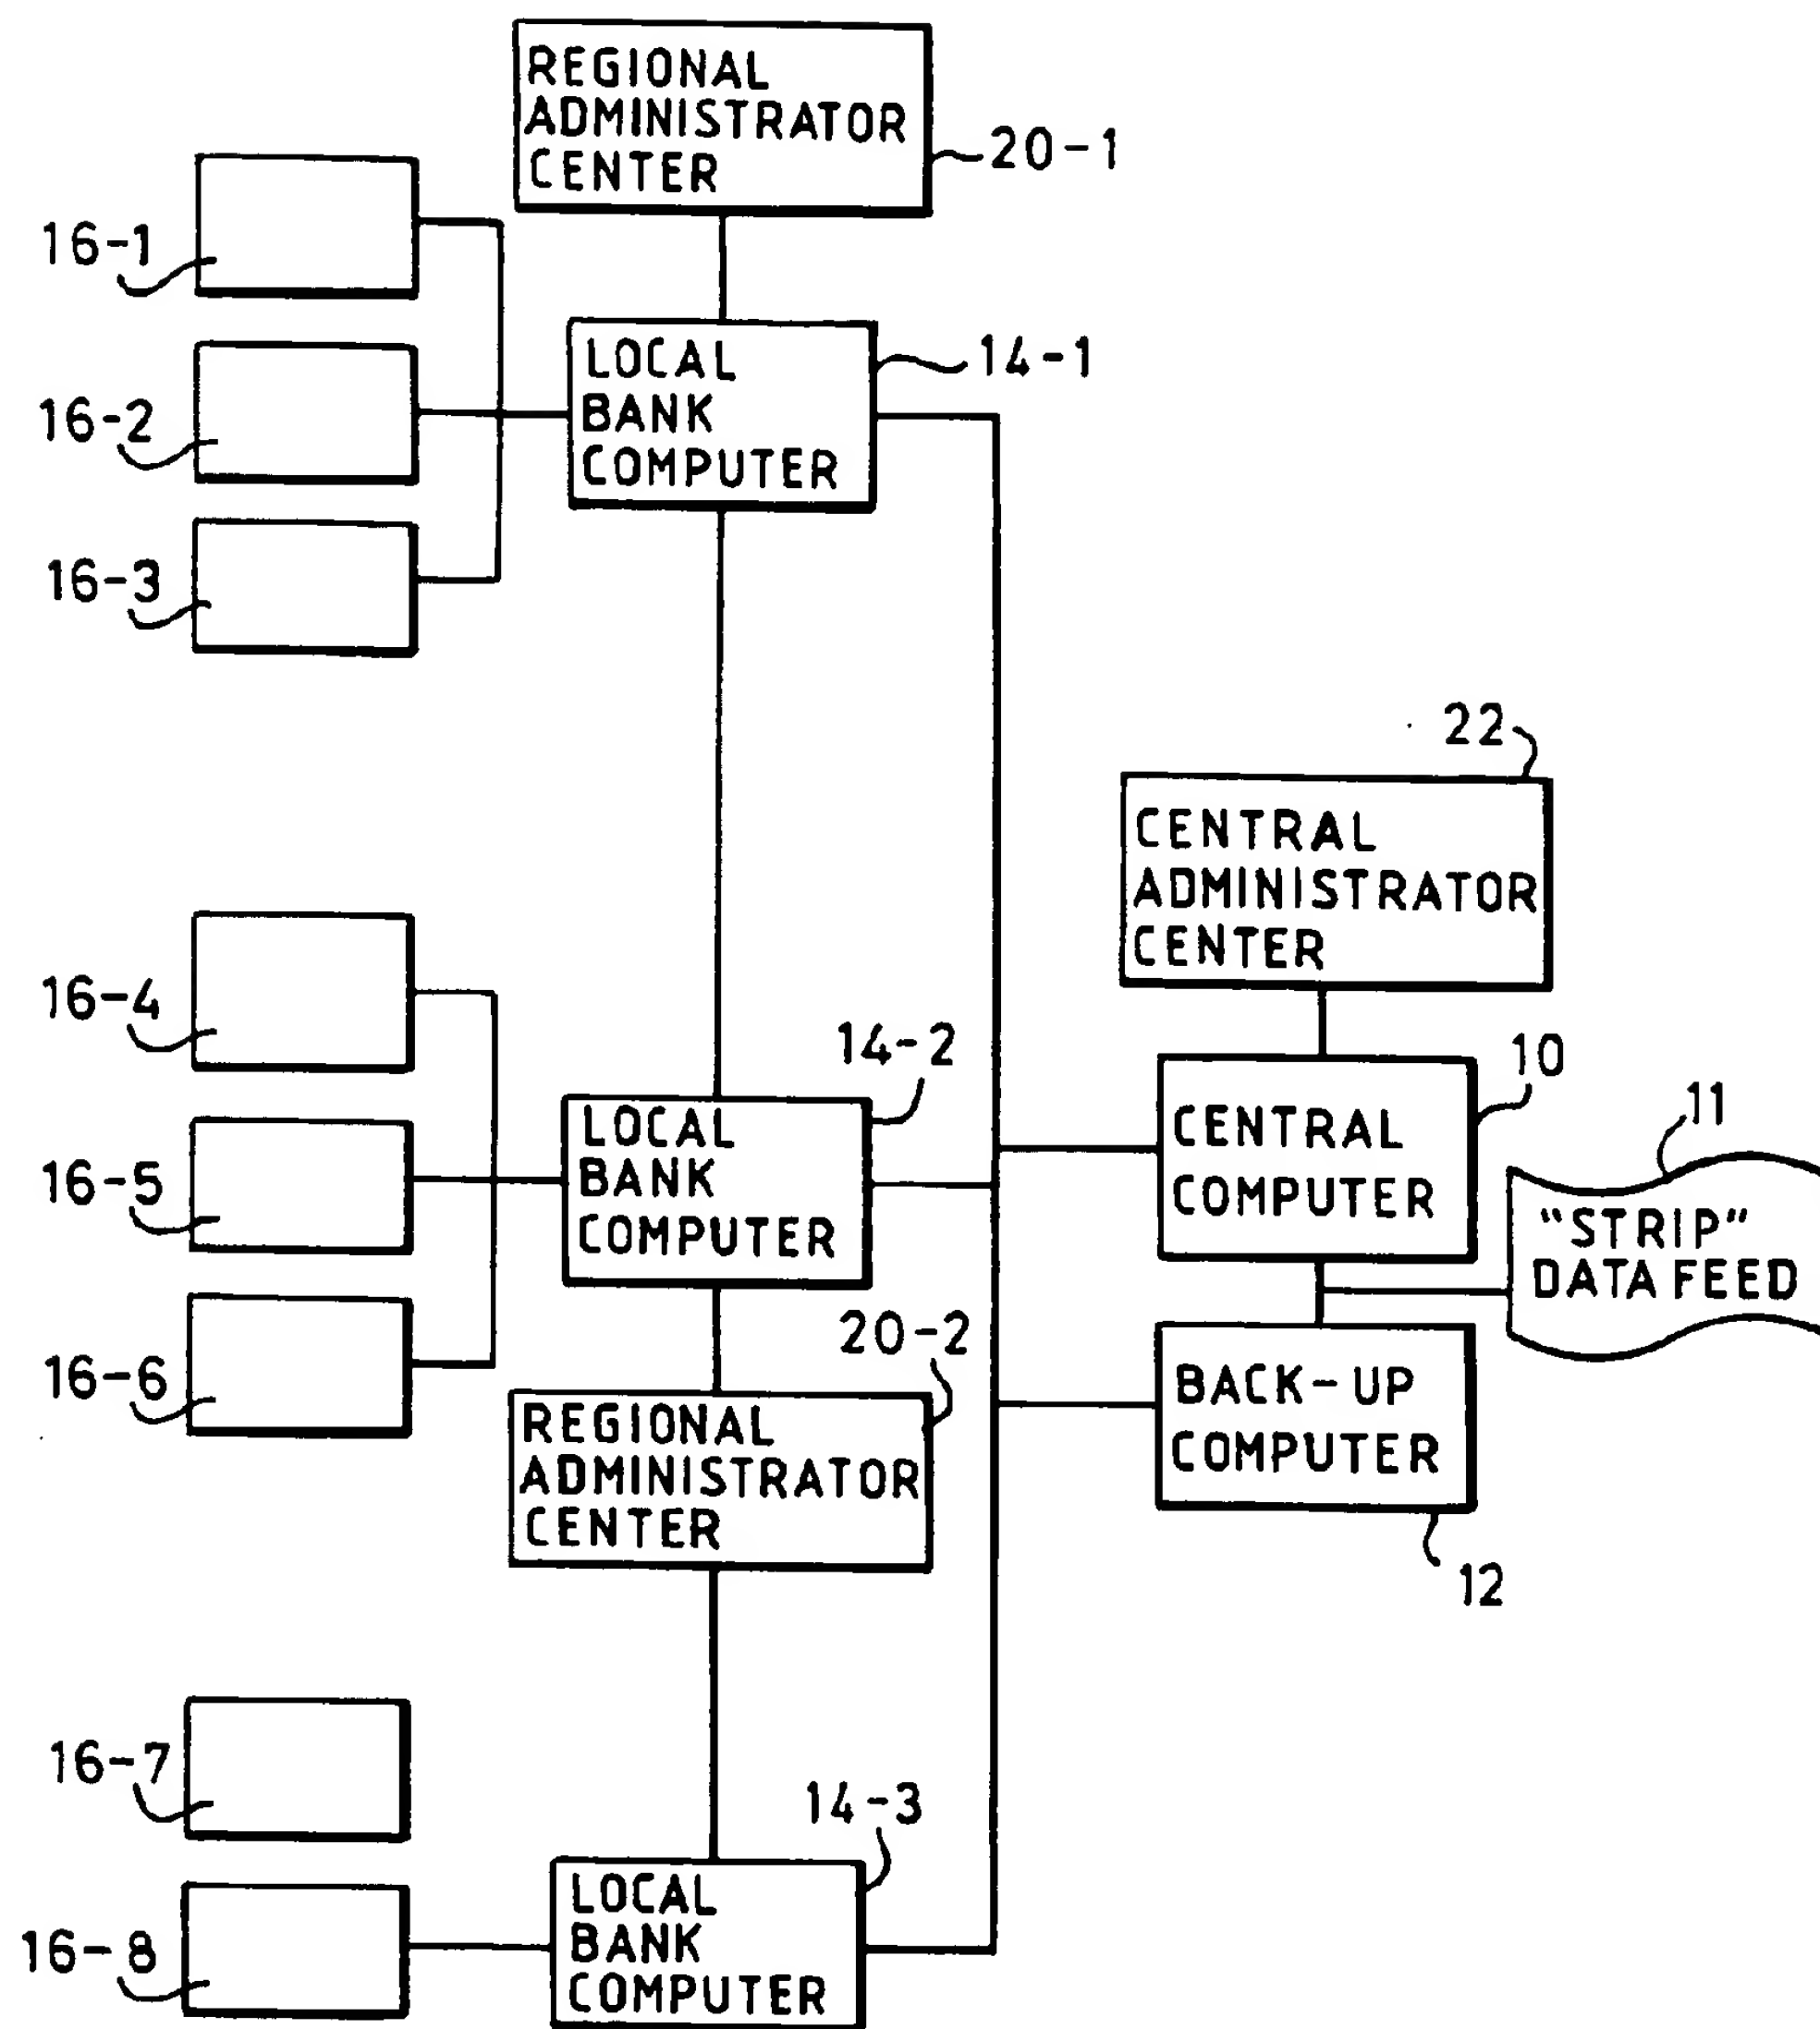 REGIONAL
ADMINISTRATOR
CENTER
20-1
16-1
LOCAL
BANK
COMPUTER
14-1
16-2
16-3
22
CENTRAL
ADMINISTRATOR
CENTER
16-4
14-2
10
11
LOCAL
BANK
COMPUTER
CENTRAL
COMPUTER
16-5
"STRIP"
DATA FEED
20-2
16-6
REGIONAL
ADMINISTRATOR
CENTER
BACK-UP
COMPUTER
12
16-7
14-3
LOCAL
BANK
COMPUTER
16-8